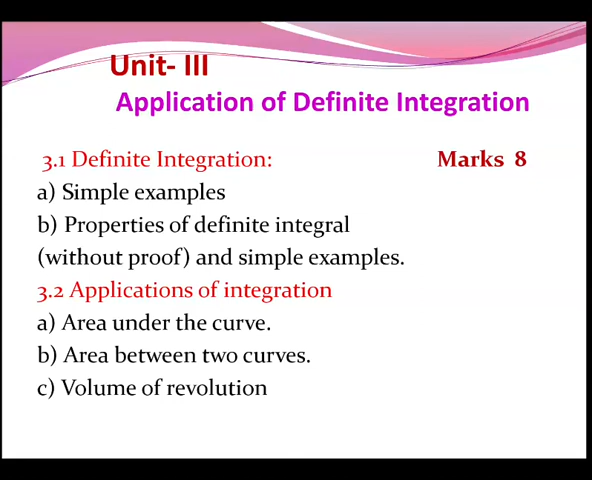 Unit- III
Application of Definite Integration
3.1 Definite Integration: Marks 8
a) Simple examples
b) Properties of definite integral
(without proof) and simple examples.
3.2 Applications of integration
a) Area under the curve.
b) Area between two curves.
c) Volume of revolution